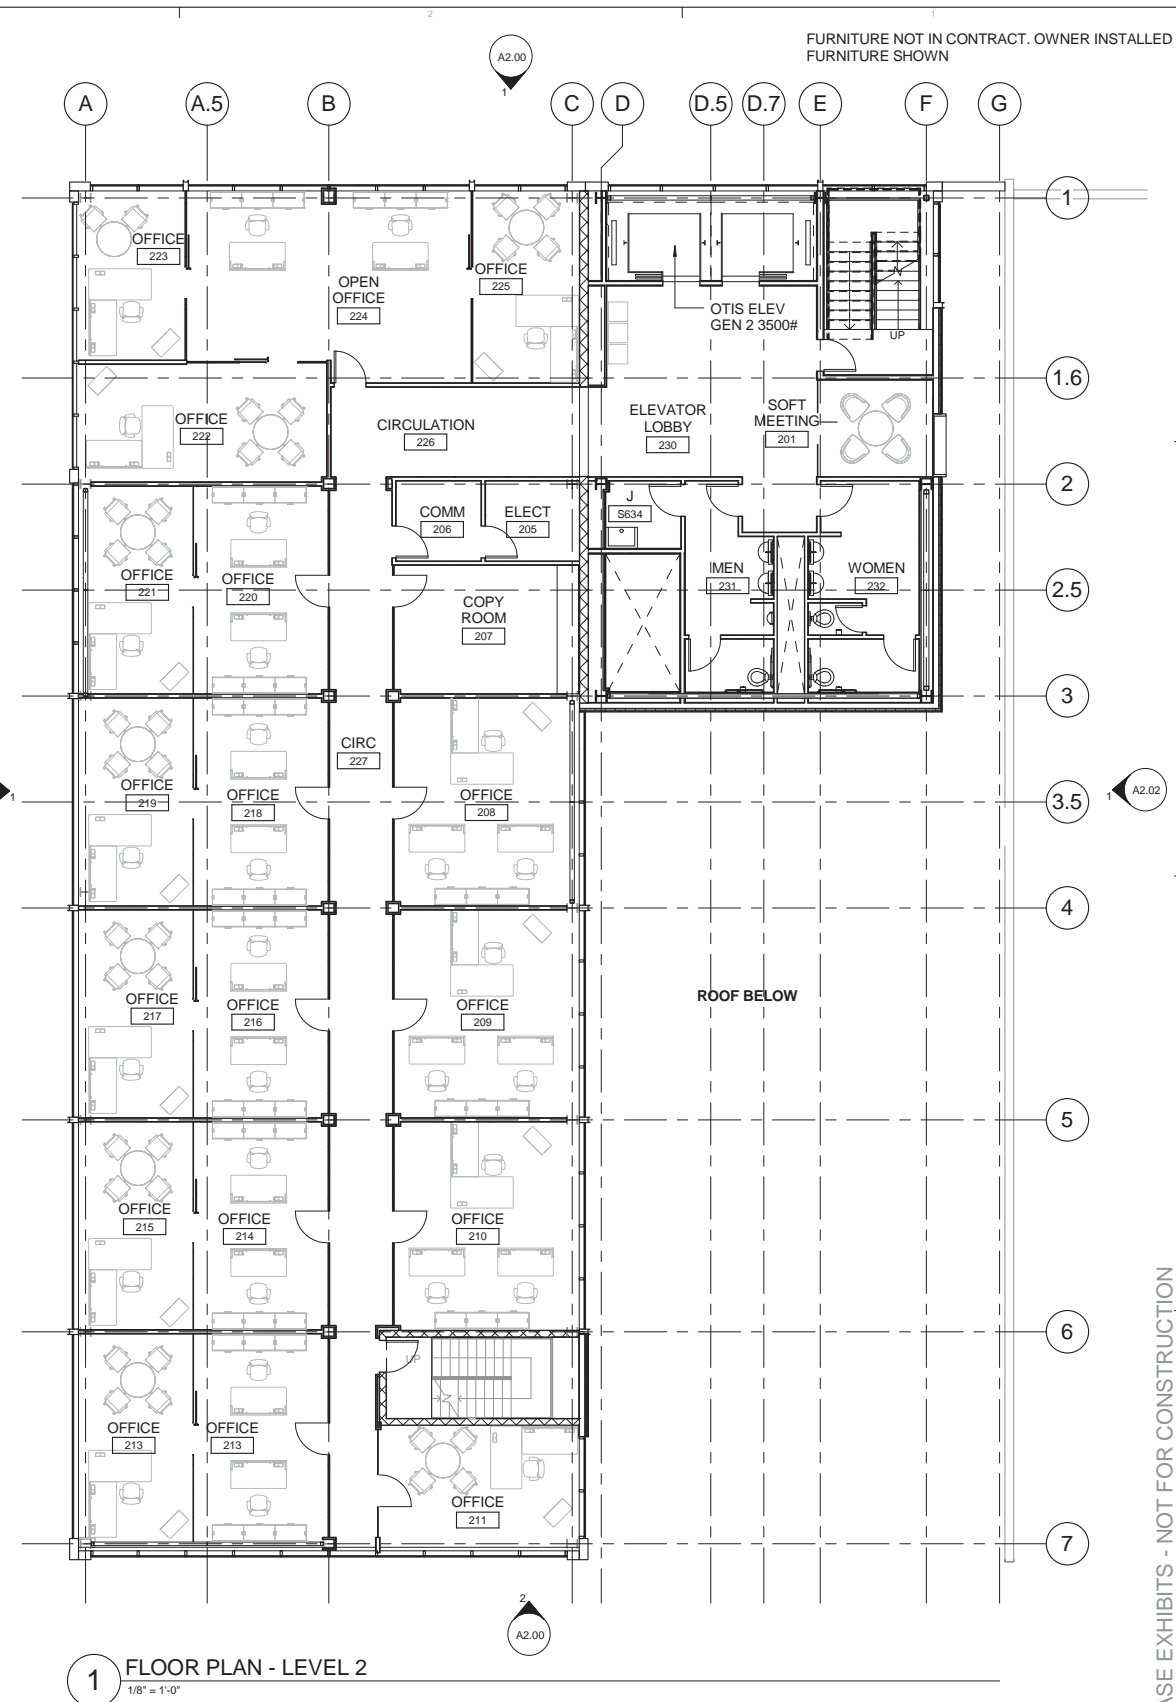 2
1
FURNITURE NOT IN CONTRACT. OWNER INSTALLED
FURNITURE SHOWN
A2.00
1
A
A.5
B
C
D
D.5
D.7
E
F
G
1
OFFICE
223
OPEN
OFFICE
224
OFFICE
225
OTIS ELEV
GEN 2 3500#
UP
1.6
OFFICE
222
CIRCULATION
226
ELEVATOR
LOBBY
230
SOFT
MEETING
201
2
COMM
206
ELECT
205
J
S634
OFFICE
221
OFFICE
220
MEN
231
WOMEN
232
2.5
COPY
ROOM
207
3
CIRC
227
OFFICE
219
OFFICE
218
OFFICE
208
3.5
1
A2.02
1
4
OFFICE
217
OFFICE
216
OFFICE
209
ROOF BELOW
5
OFFICE
215
OFFICE
214
OFFICE
210
6
UP
OFFICE
213
OFFICE
213
OFFICE
211
7
2
A2.00
1
FLOOR PLAN - LEVEL 2
1/8" = 1'-0"
EXHIBITS - NOT FOR CONSTRUCTION